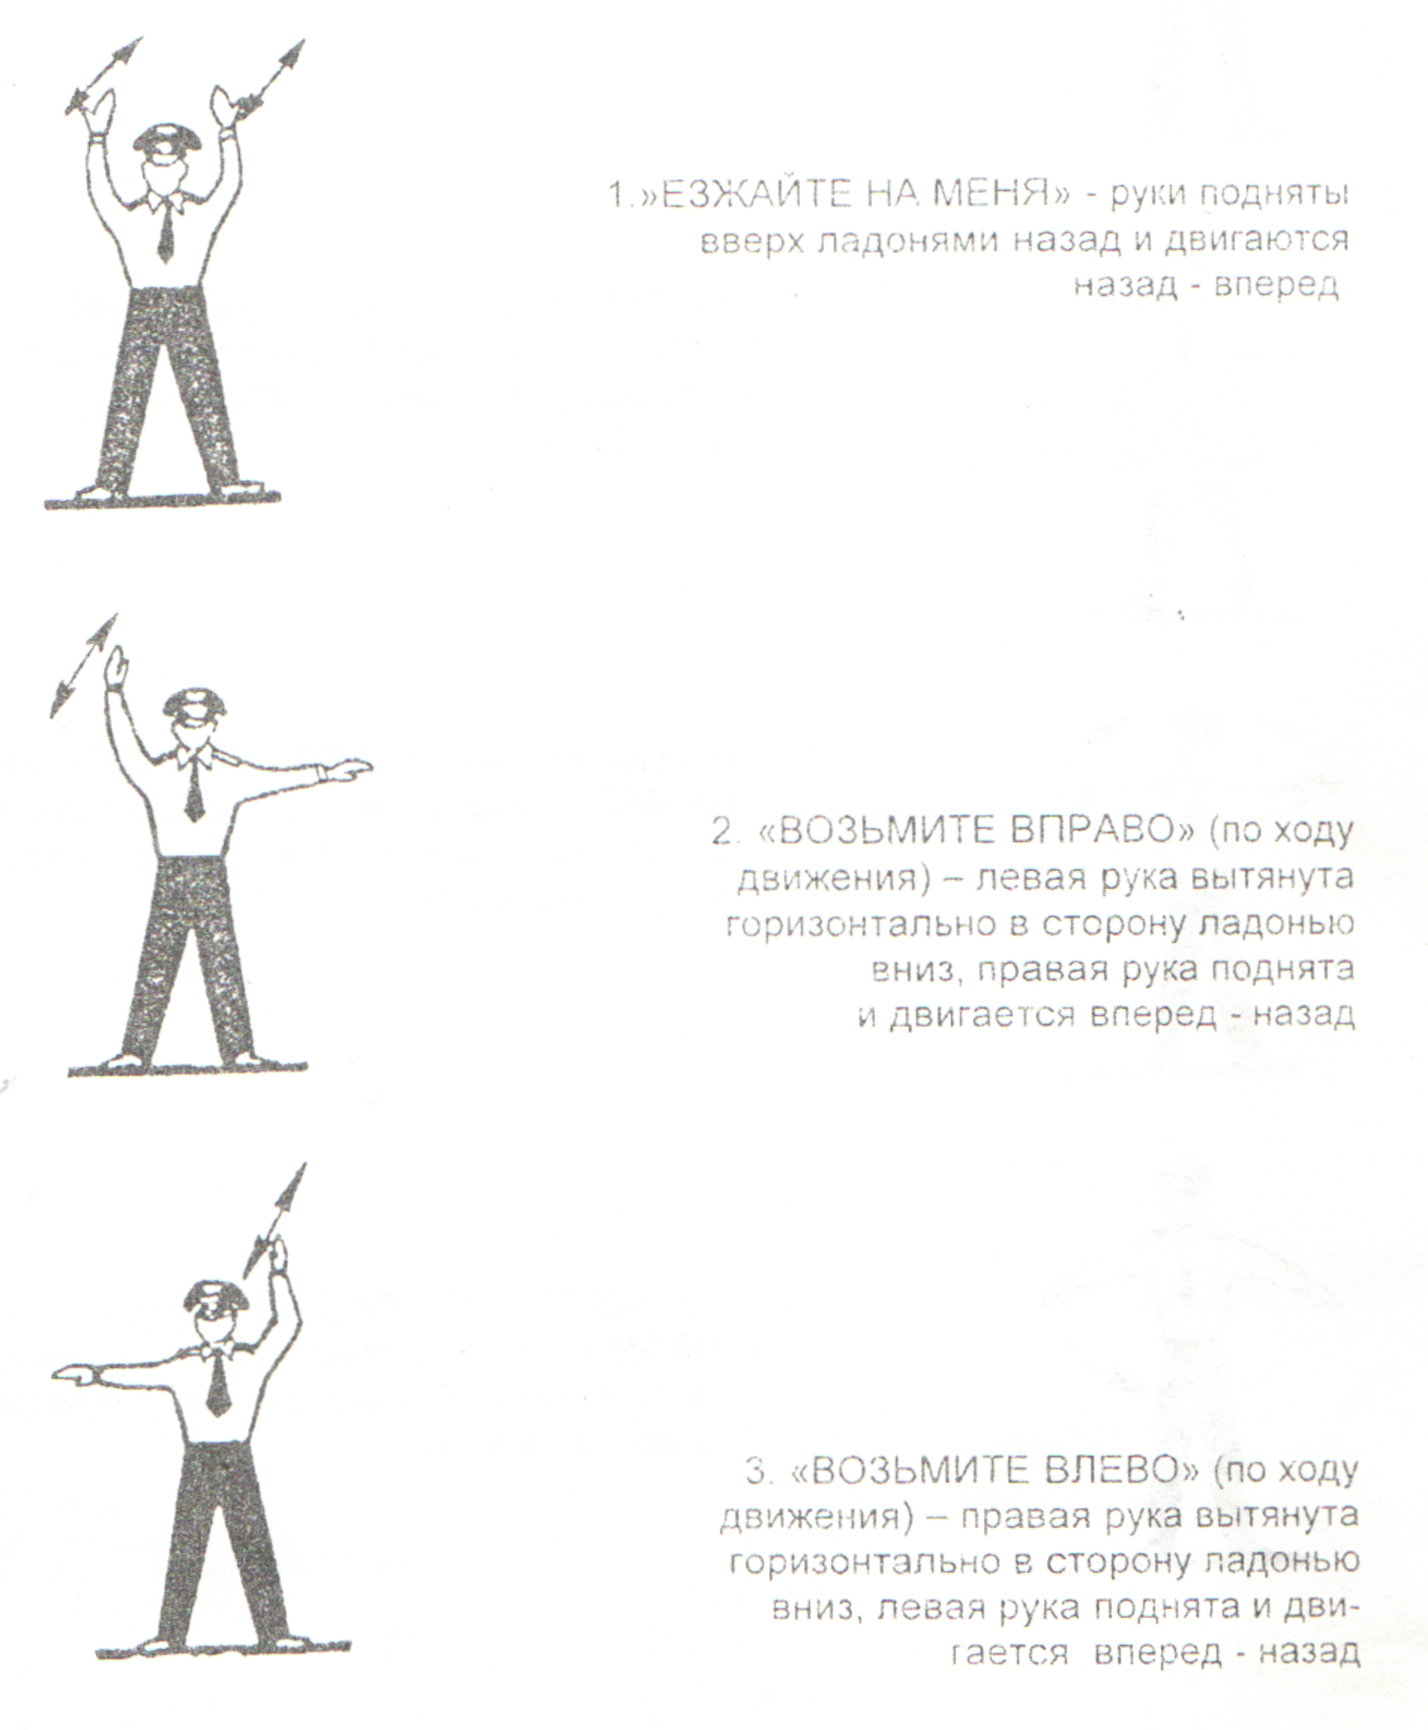 1.»ЕЗЖАЙТЕ НА МЕНЯ» - руки подняты
вверх ладонями назад и двигаются
назад - вперед
2. «ВОЗЬМИТЕ ВПРАВО» (по ходу
движения) – левая рука вытянута
горизонтально в сторону ладонью
вниз, правая рука поднята
и двигается вперед - назад
3. «ВОЗЬМИТЕ ВЛЕВО» (по ходу
движения) – правая рука вытянута
горизонтально в сторону ладонью
вниз, левая рука поднята и дви-
гается вперед - назад